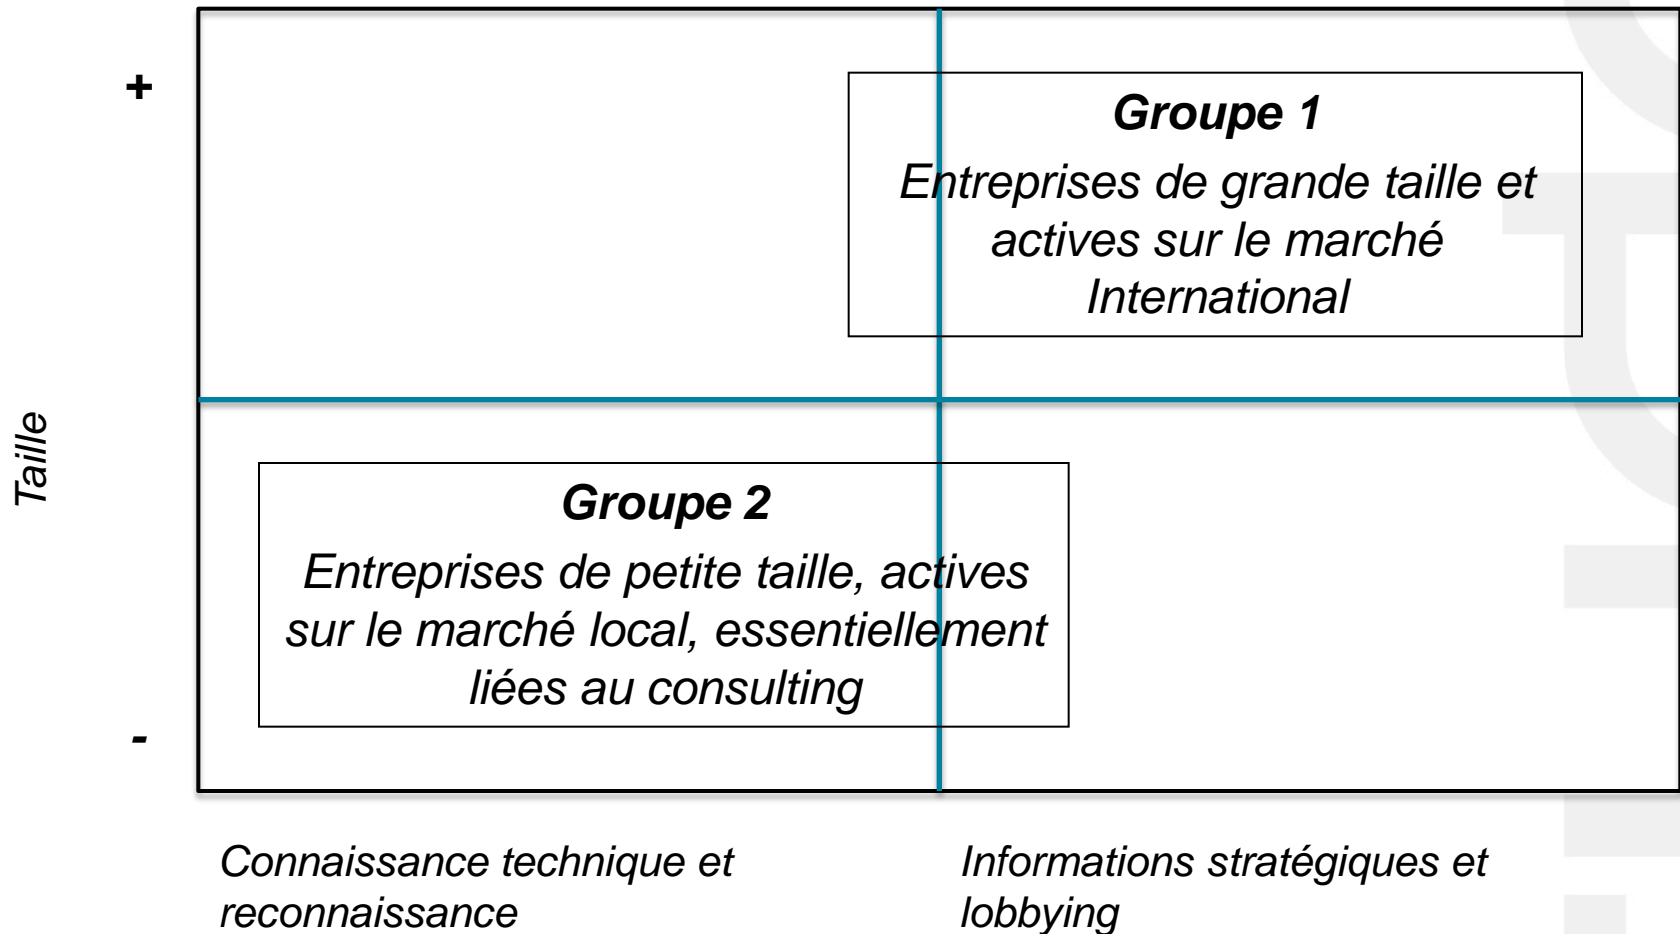 +
Groupe 1
Entreprises de grande taille et
actives sur le marché
International
Taille
Groupe 2
Entreprises de petite taille, actives
sur le marché local, essentiellement
liées au consulting
-
Connaissance technique et
reconnaissance
Informations stratégiques et
lobbying